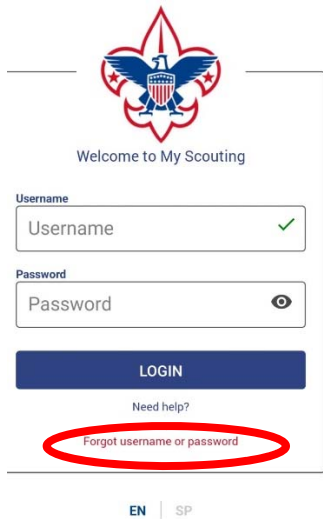 Welcome to My Scouting
Username
Username
Password
Password
LOGIN
Need help?
Forgot username or password
EN | SP